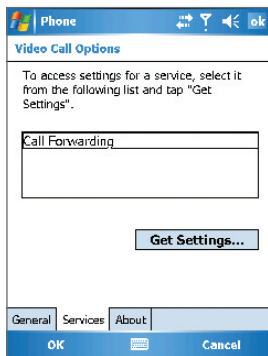 Phone
ok
Video Call Options
To access settings for a service, select it
from the following list and tap "Get
Settings".
Call Forwarding
Get Settings...
General Services About
OK Cancel